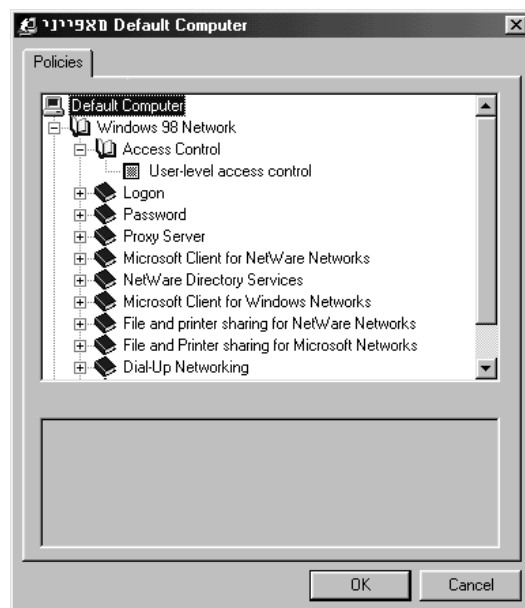 מאפייני Default Computer
Policies
Default Computer
Windows 98 Network
Access Control
User-level access control
Logon
Password
Proxy Server
Microsoft Client for NetWare Networks
NetWare Directory Services
Microsoft Client for Windows Networks
File and printer sharing for NetWare Networks
File and Printer sharing for Microsoft Networks
Dial-Up Networking
OK
Cancel